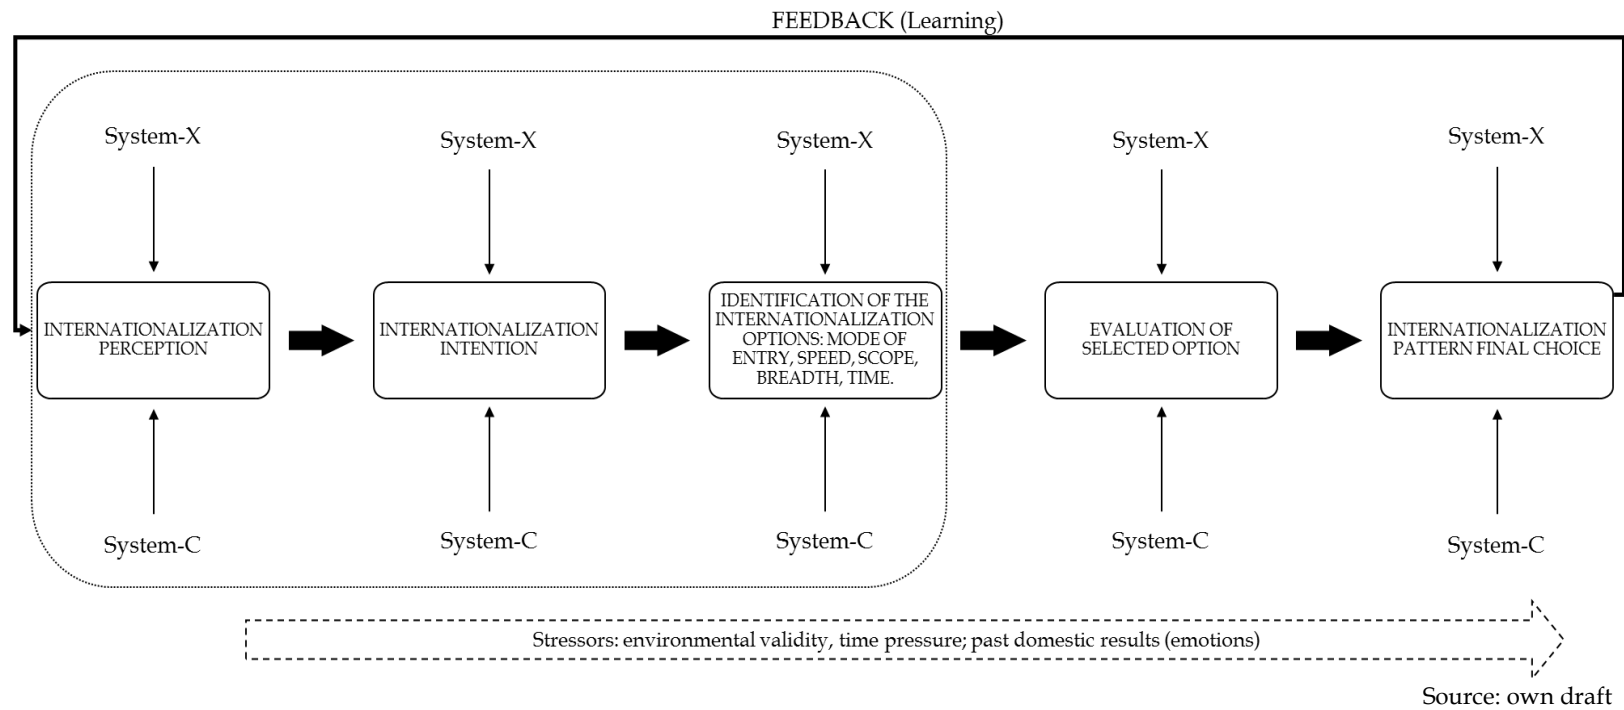 FEEDBACK (Learning)
System-X
System-X
System-X
System-X
System-X
INTERNATIONALIZATION
PERCEPTION
INTERNATIONALIZATION
INTENTION
IDENTIFICATION OF THE
INTERNATIONALIZATION
OPTIONS: MODE OF
ENTRY, SPEED, SCOPE,
BREADTH, TIME.
EVALUATION OF
SELECTED OPTION
INTERNATIONALIZATION
PATTERN FINAL CHOICE
System-C
System-C
System-C
System-C
System-C
Stressors: environmental validity, time pressure; past domestic results (emotions)
Source: own draft